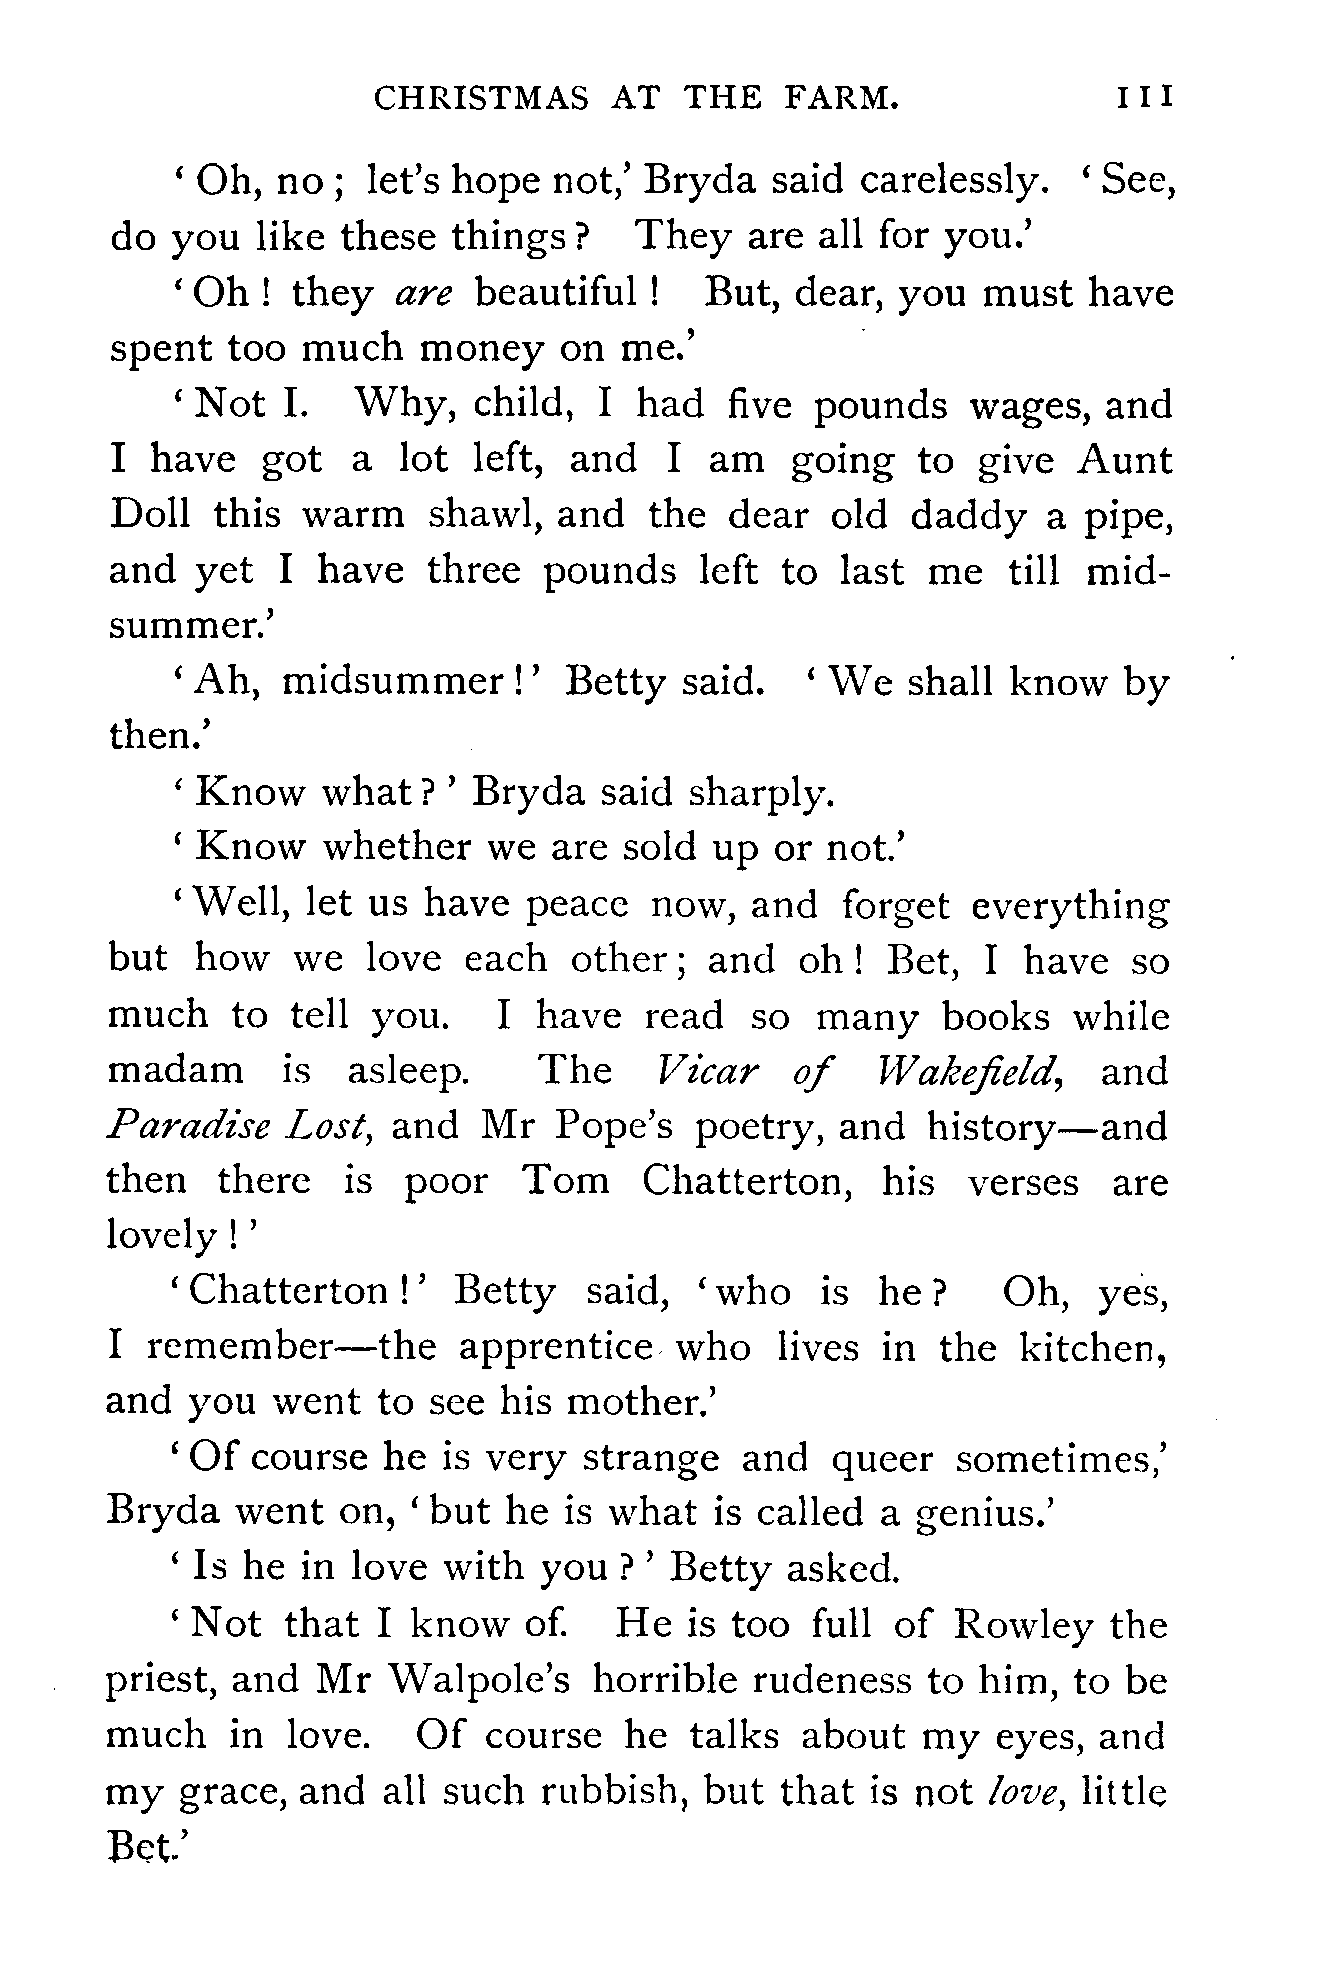 CHRISTMAS AT THE FARM. 111
‘Oh, no; let’s hope not,’ Bryda said carelessly. ‘See,
do you like these things? They are all for you.’
‘Oh! they are beautiful! But, dear, you must have
spent too much money on me.’
‘Not I. Why, child, I had five pounds wages, and
I have got a lot left, and I am going to give Aunt
Doll this warm shawl, and the dear old daddy a pipe,
and yet I have three pounds left to last me till mid-
summer.’
‘Ah, midsummer!’ Betty said. ‘We shall know by
then.’
‘Know what?’ Bryda said sharply.
‘Know whether we are sold up or not.’
‘Well, let us have peace now, and forget everything
but how we love each other; and oh! Bet, I have so
much to tell you. I have read so many books while
madam is asleep. The Vicar of Wakefield, and
Paradise Lost, and Mr Pope’s poetry, and history—and
then there is poor Tom Chatterton, his verses are
lovely!’
‘Chatterton!’ Betty said, ‘who is he? Oh, yes,
I remember—the apprentice who lives in the kitchen,
and you went to see his mother.’
‘Of course he is very strange and queer sometimes,’
Bryda went on, ‘but he is what is called a genius.’
‘Is he in love with you?’ Betty asked.
‘Not that I know of. He is too full of Rowley the
priest, and Mr Walpole’s horrible rudeness to him, to be
much in love. Of course he talks about my eyes, and
my grace, and all such rubbish, but that is not love, little
Bet.’